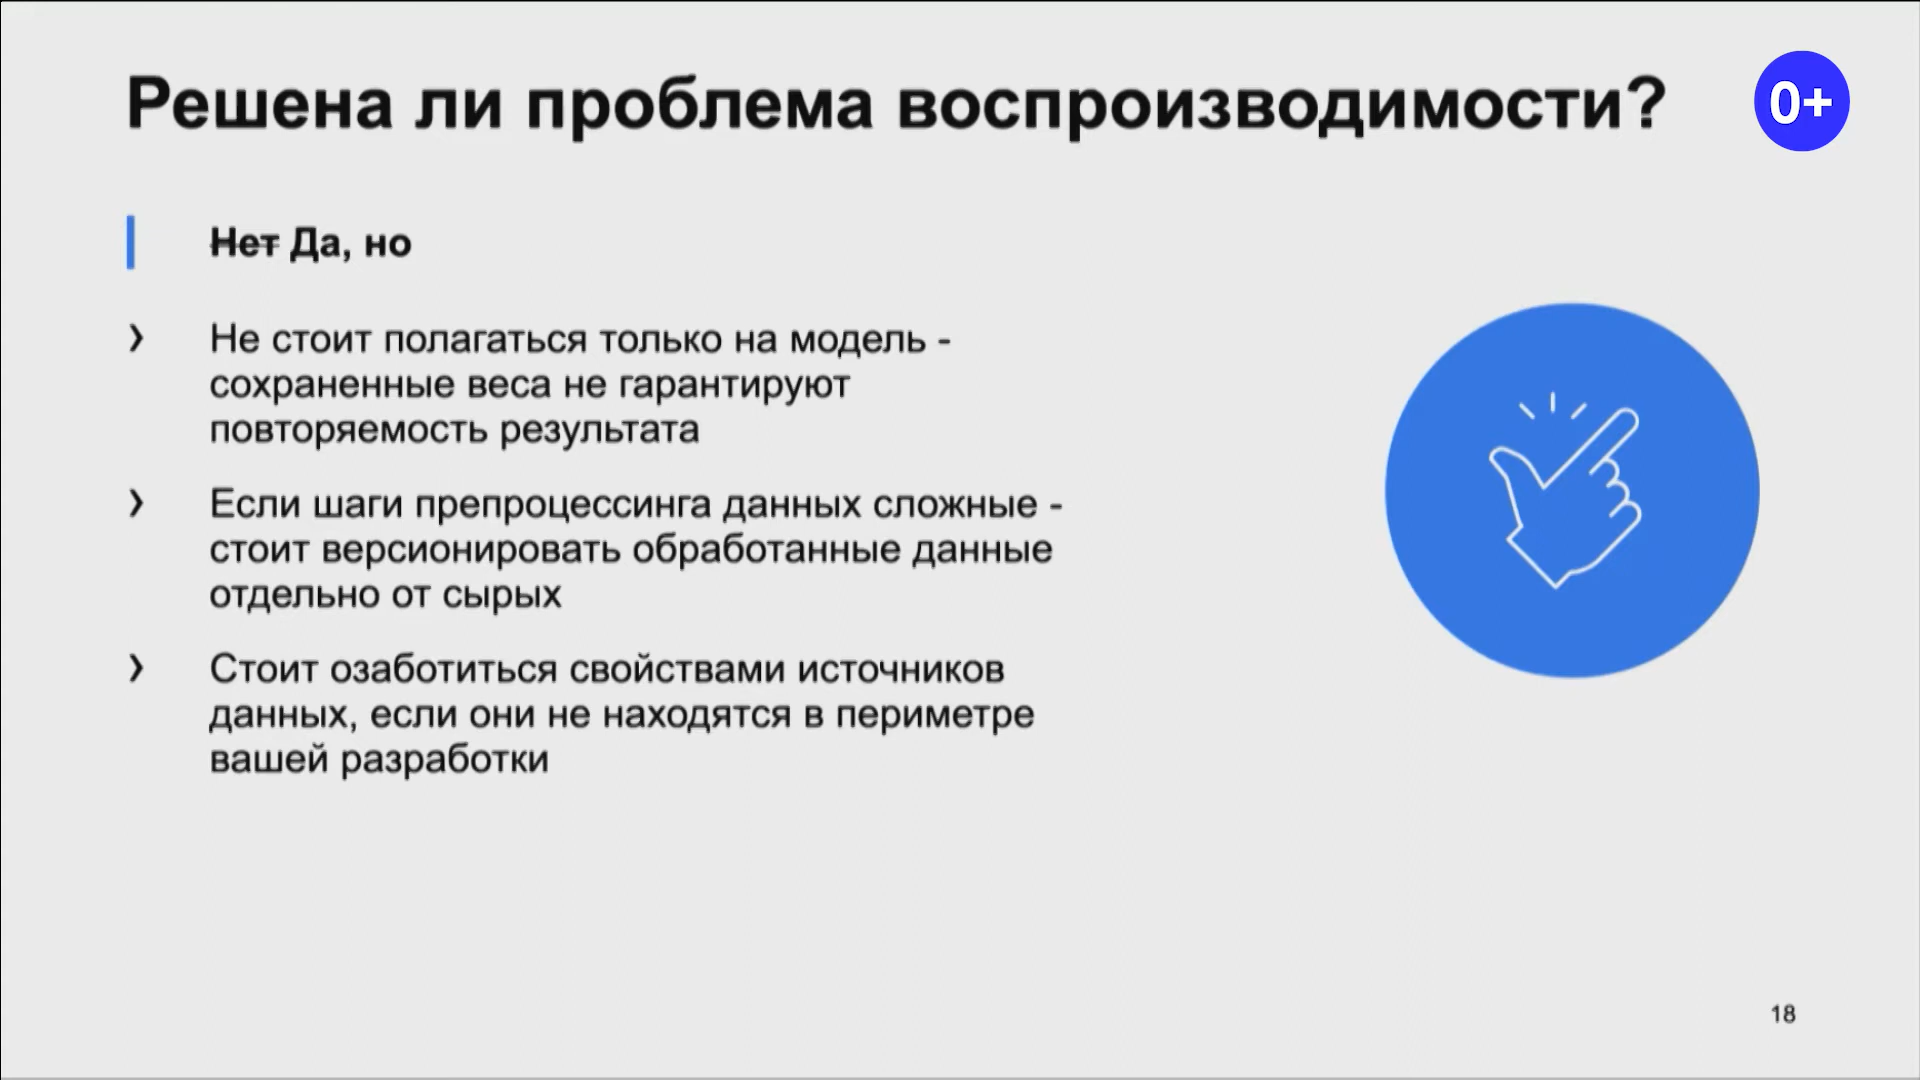 Решена ли проблема воспроизводимости?
0+
Нет Да, но
Не стоит полагаться только на модель -
сохраненные веса не гарантируют
повторяемость результата
Если шаги препроцессинга данных сложные -
стоит версионировать обработанные данные
отдельно от сырых
Стоит озаботиться свойствами источников
данных, если они не находятся в периметре
вашей разработки
18